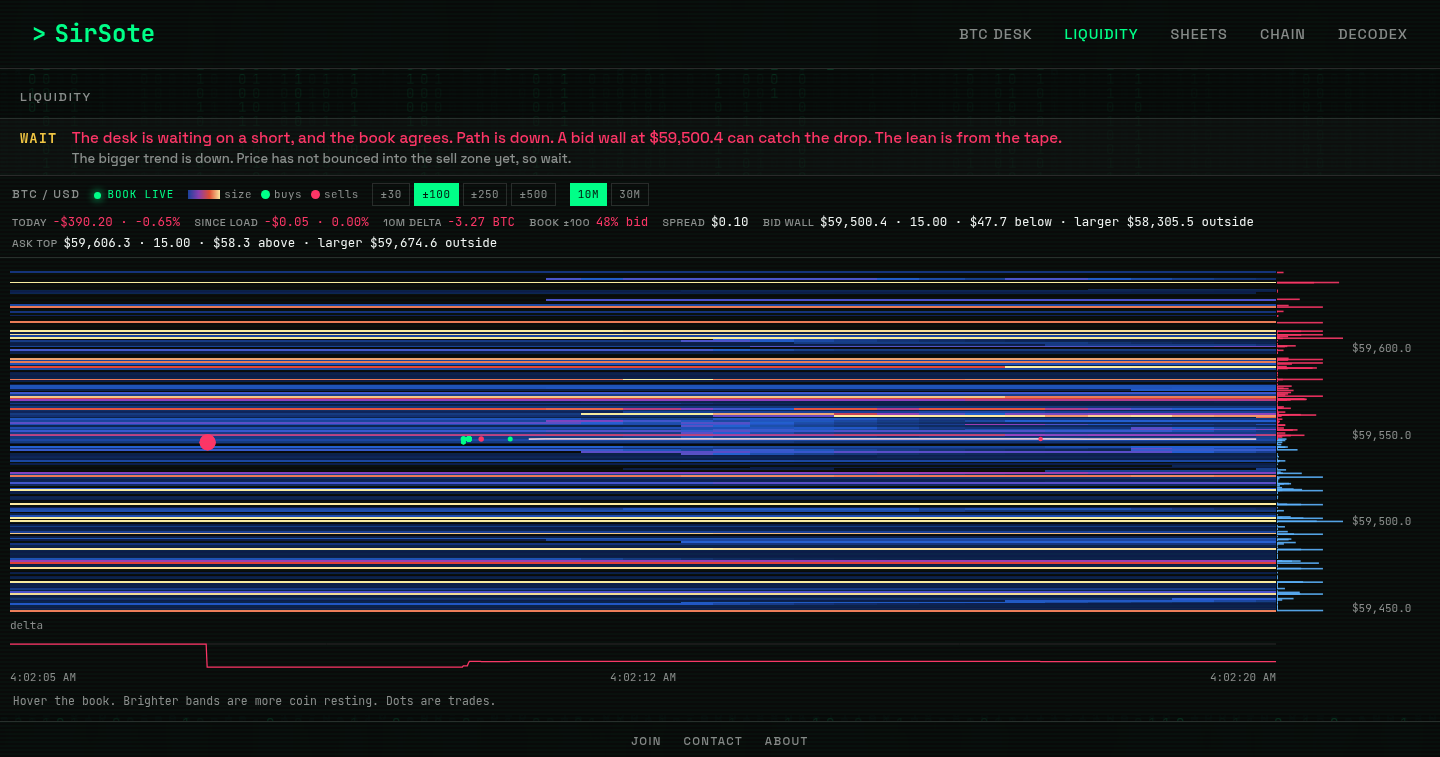 > SirSote
BTC DESK LIQUIDITY SHEETS CHAIN DECODEX
LIQUIDITY
WAIT The desk is waiting on a short, and the book agrees. Path is down. A bid wall at $59,500.4 can catch the drop. The lean is from the tape.
The bigger trend is down. Price has not bounced into the sell zone yet, so wait.
BTC / USD BOOK LIVE size buys sells ±30 ±100 ±250 ±500 10M 30M
TODAY -$390.20 · -0.65% SINCE LOAD -$0.05 · 0.00% 10M DELTA -3.27 BTC BOOK ±100 48% bid SPREAD $0.10 BID WALL $59,500.4 · 15.00 · $47.7 below · larger $58,305.5 outside
ASK TOP $59,606.3 · 15.00 · $58.3 above · larger $59,674.6 outside
$59,600.0
$59,550.0
$59,500.0
$59,450.0
delta
4:02:05 AM 4:02:12 AM 4:02:20 AM
Hover the book. Brighter bands are more coin resting. Dots are trades.
JOIN CONTACT ABOUT